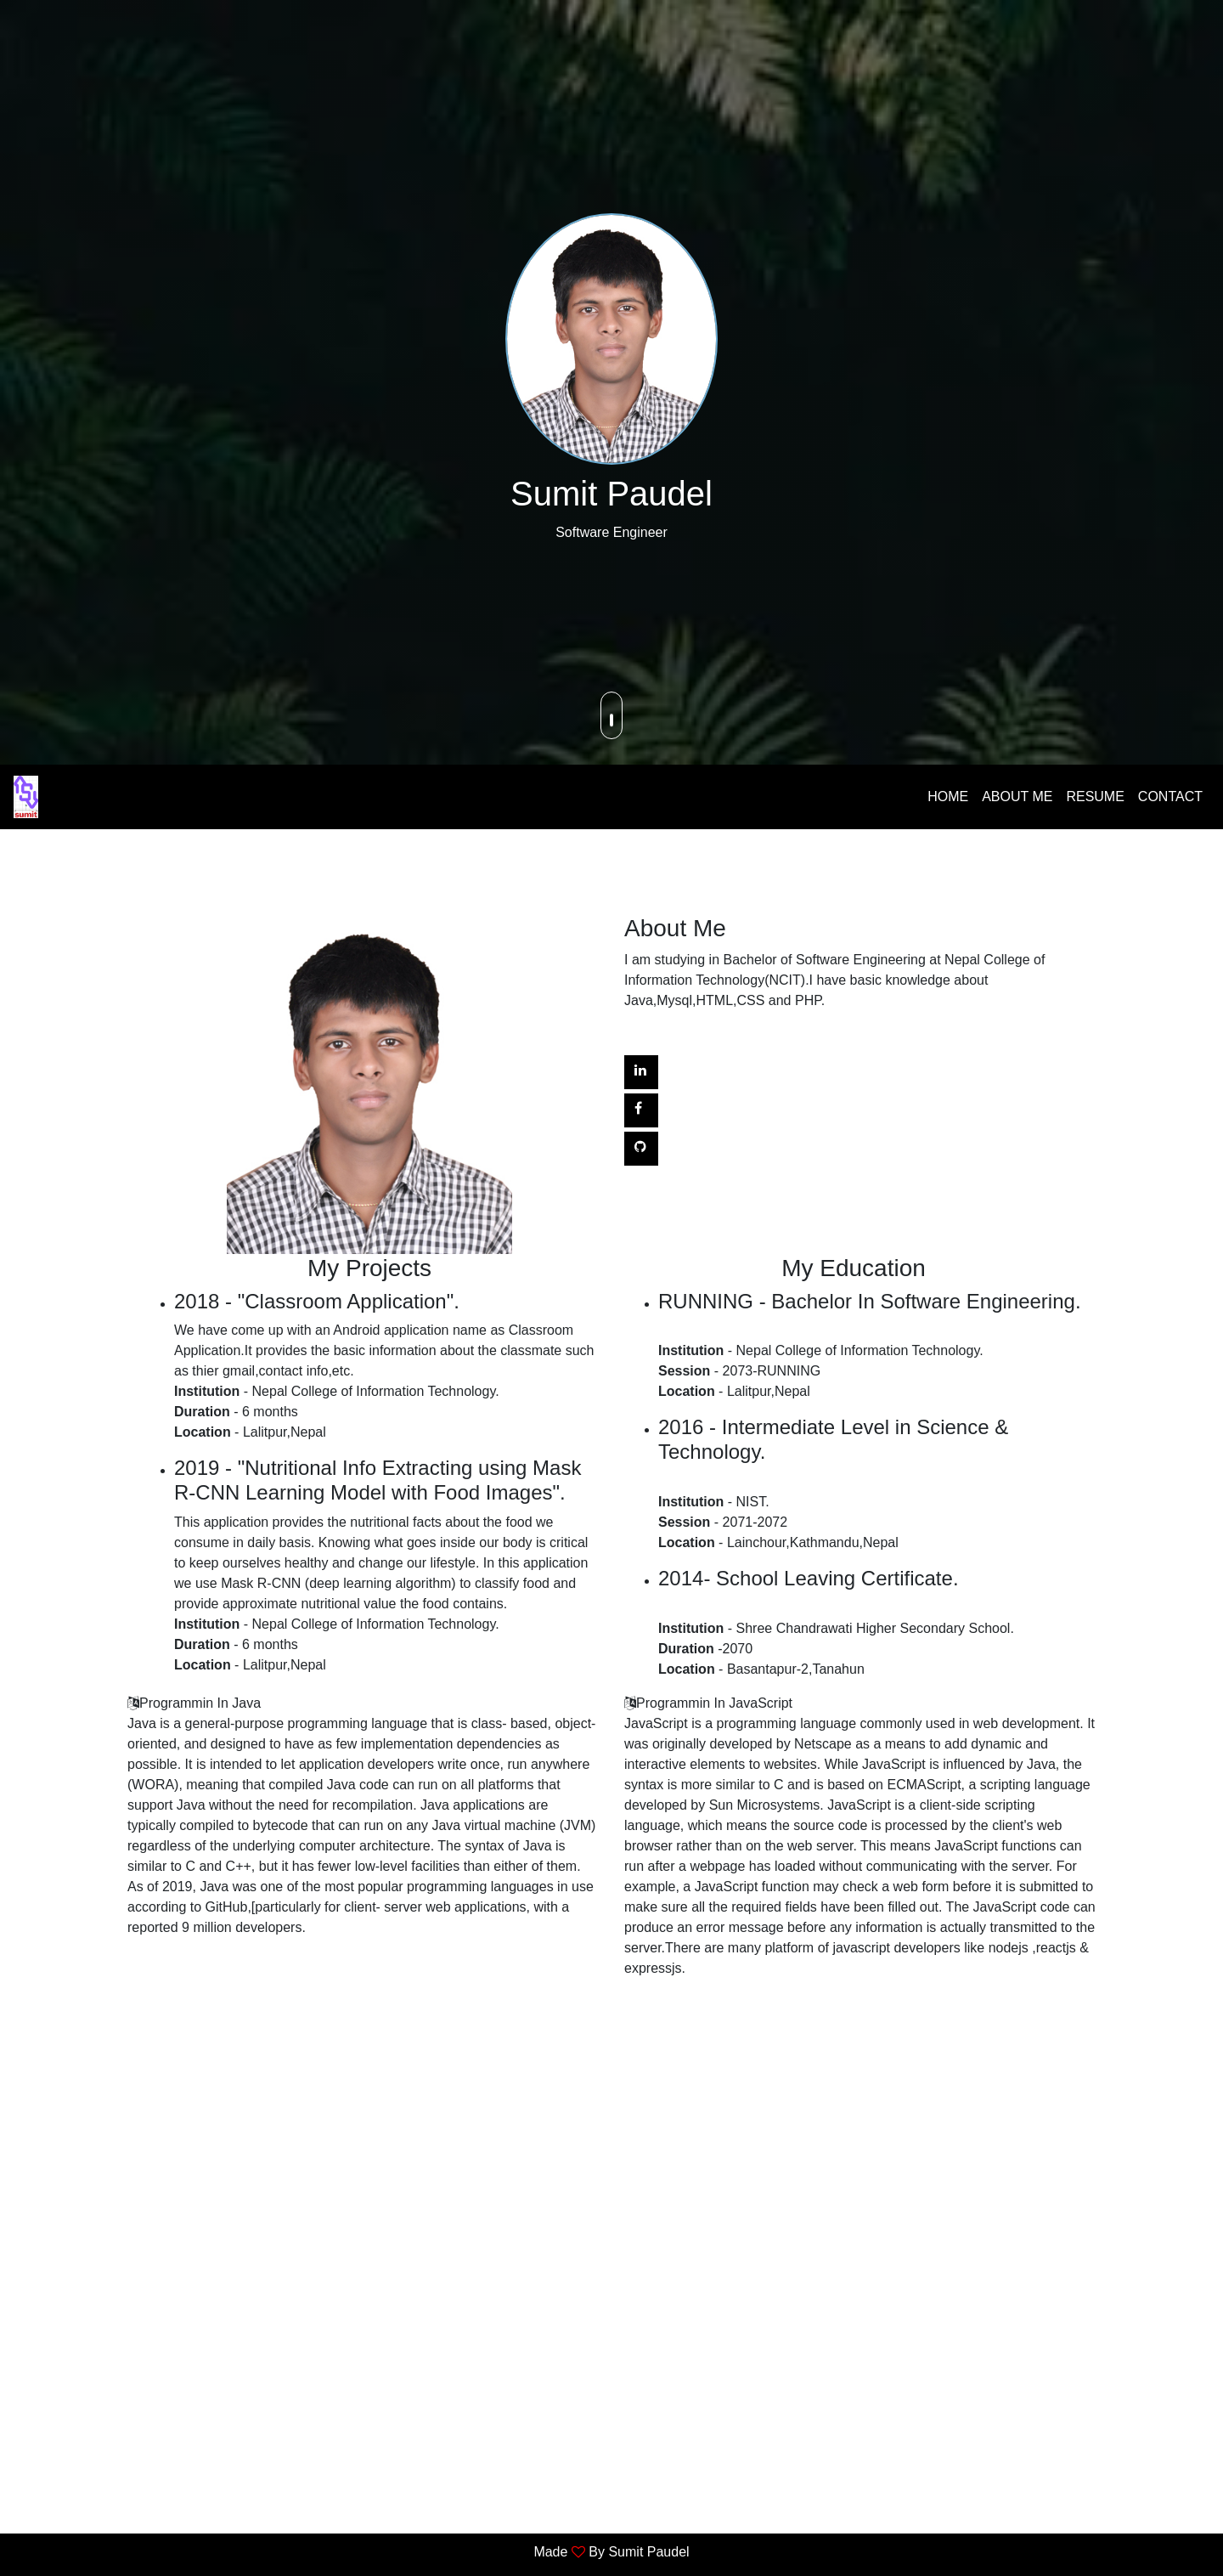 Sumit Paudel
Software Engineer
sumit
HOME ABOUT ME RESUME CONTACT
About Me
I am studying in Bachelor of Software Engineering at Nepal College of
Information Technology(NCIT).I have basic knowledge about
Java,Mysql,HTML,CSS and PHP.
My Projects
2018 - "Classroom Application".
We have come up with an Android application name as Classroom
Application.It provides the basic information about the classmate such
as thier gmail,contact info,etc.
Institution - Nepal College of Information Technology.
Duration - 6 months
Location - Lalitpur,Nepal
2019 - "Nutritional Info Extracting using Mask
R-CNN Learning Model with Food Images".
This application provides the nutritional facts about the food we
consume in daily basis. Knowing what goes inside our body is critical
to keep ourselves healthy and change our lifestyle. In this application
we use Mask R-CNN (deep learning algorithm) to classify food and
provide approximate nutritional value the food contains.
Institution - Nepal College of Information Technology.
Duration - 6 months
Location - Lalitpur,Nepal
My Education
RUNNING - Bachelor In Software Engineering.
Institution - Nepal College of Information Technology.
Session - 2073-RUNNING
Location - Lalitpur,Nepal
2016 - Intermediate Level in Science &
Technology.
Institution - NIST.
Session - 2071-2072
Location - Lainchour,Kathmandu,Nepal
2014- School Leaving Certificate.
Institution - Shree Chandrawati Higher Secondary School.
Duration -2070
Location - Basantapur-2,Tanahun
Programmin In Java
Java is a general-purpose programming language that is class- based, object-
oriented, and designed to have as few implementation dependencies as
possible. It is intended to let application developers write once, run anywhere
(WORA), meaning that compiled Java code can run on all platforms that
support Java without the need for recompilation. Java applications are
typically compiled to bytecode that can run on any Java virtual machine (JVM)
regardless of the underlying computer architecture. The syntax of Java is
similar to C and C++, but it has fewer low-level facilities than either of them.
As of 2019, Java was one of the most popular programming languages in use
according to GitHub,[particularly for client- server web applications, with a
reported 9 million developers.
Programmin In JavaScript
JavaScript is a programming language commonly used in web development. It
was originally developed by Netscape as a means to add dynamic and
interactive elements to websites. While JavaScript is influenced by Java, the
syntax is more similar to C and is based on ECMAScript, a scripting language
developed by Sun Microsystems. JavaScript is a client-side scripting
language, which means the source code is processed by the client's web
browser rather than on the web server. This means JavaScript functions can
run after a webpage has loaded without communicating with the server. For
example, a JavaScript function may check a web form before it is submitted to
make sure all the required fields have been filled out. The JavaScript code can
produce an error message before any information is actually transmitted to the
server.There are many platform of javascript developers like nodejs ,reactjs &
expressjs.
Made By Sumit Paudel